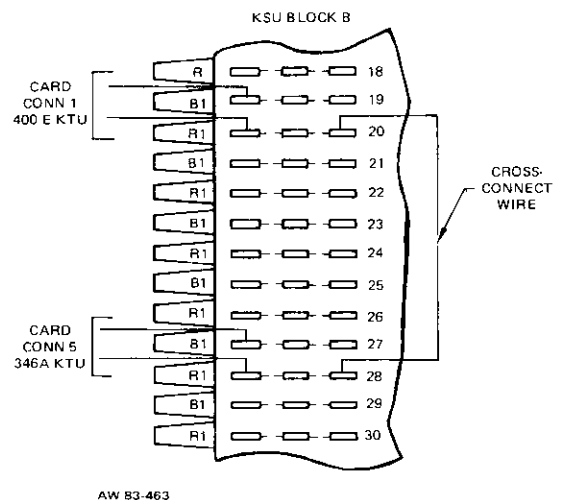 KSU BLOCK B
R 18
CARD
CONN 1
400 E KTU
B1 19
R1 20
B1 21
R1 22
B1 23
R1 24
B1 25
R1 26
CROSS-
CONNECT
WIRE
CARD
CONN 5
346A KTU
B1 27
R1 28
B1 29
R1 30
AW 83-463